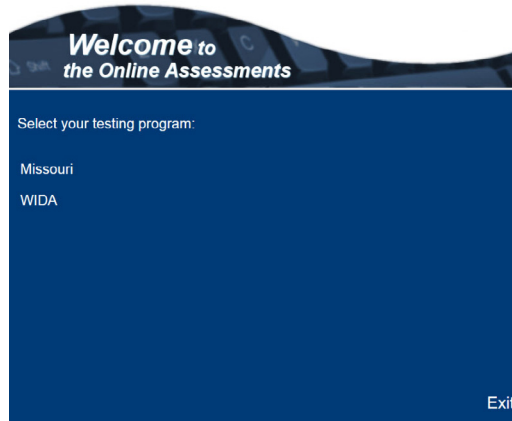 Welcome to
the Online Assessments
Select your testing program:
Missouri
WIDA
Exit